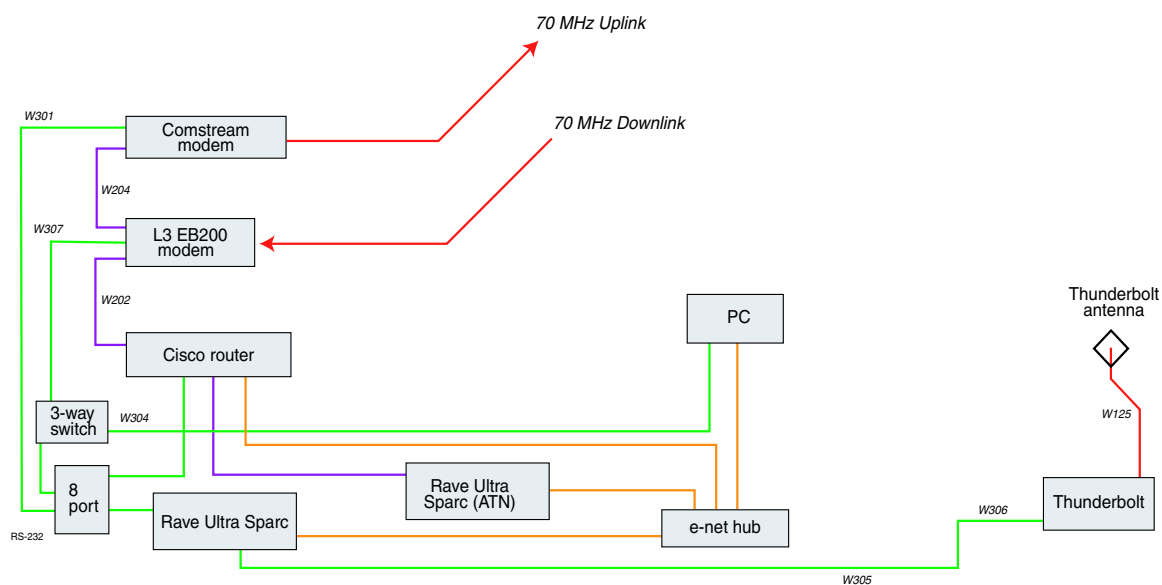 70 MHz Uplink
W301
Comstream
modem
70 MHz Downlink
W204
W307
L3 EB200
modem
W202
Thunderbolt
antenna
PC
Cisco router
3-way
switch
W304
W125
8
port
Rave Ultra
Sparc (ATN)
Thunderbolt
Rave Ultra Sparc
e-net hub
W306
RS-232
W305